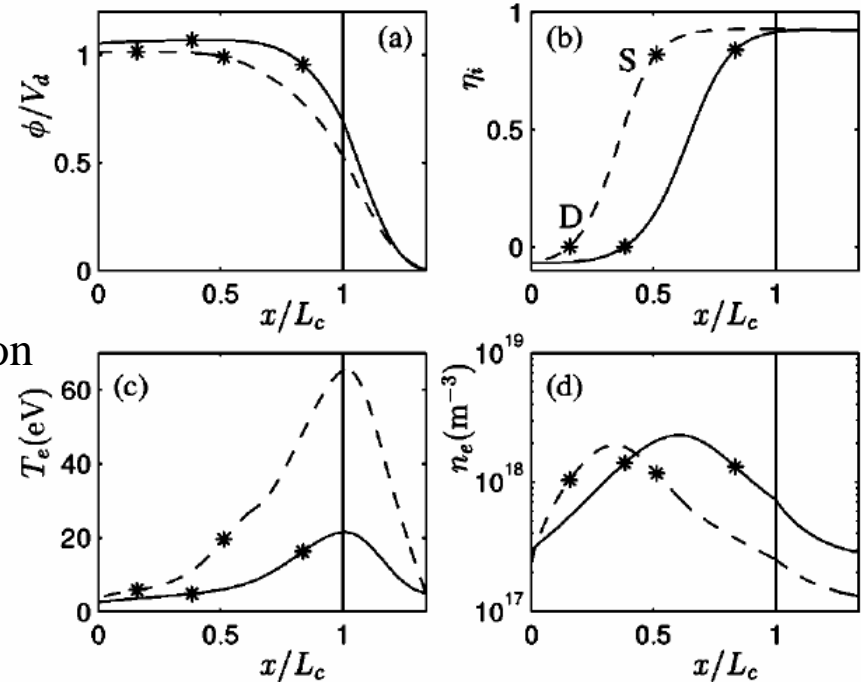 (a)
ϕ/V_d
1
0.5
0
0 0.5 1
x/L_c
(b)
η_i
1
0.5
0
S
D
0 0.5 1
x/L_c
on
(c)
T_e(eV)
60
40
20
0
0 0.5 1
x/L_c
(d)
n_e(m^{-3})
10^{19}
10^{18}
10^{17}
0 0.5 1
x/L_c